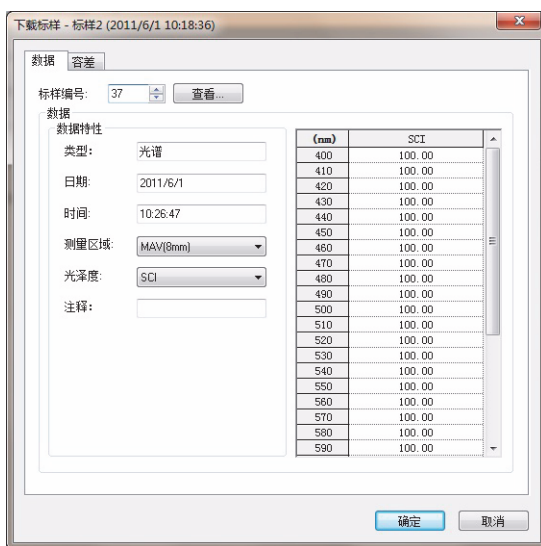 下载标样 - 标样2 (2011/6/1 10:18:36)
数据 容差
标样编号: 37 查看...
数据
数据特性
类型: 光谱
日期: 2011/6/1
时间: 10:26:47
测量区域: MAV(8mm)
光泽度: SCI
注释:
(nm) SCI
400 100.00
410 100.00
420 100.00
430 100.00
440 100.00
450 100.00
460 100.00
470 100.00
480 100.00
490 100.00
500 100.00
510 100.00
520 100.00
530 100.00
540 100.00
550 100.00
560 100.00
570 100.00
580 100.00
590 100.00
确定 取消